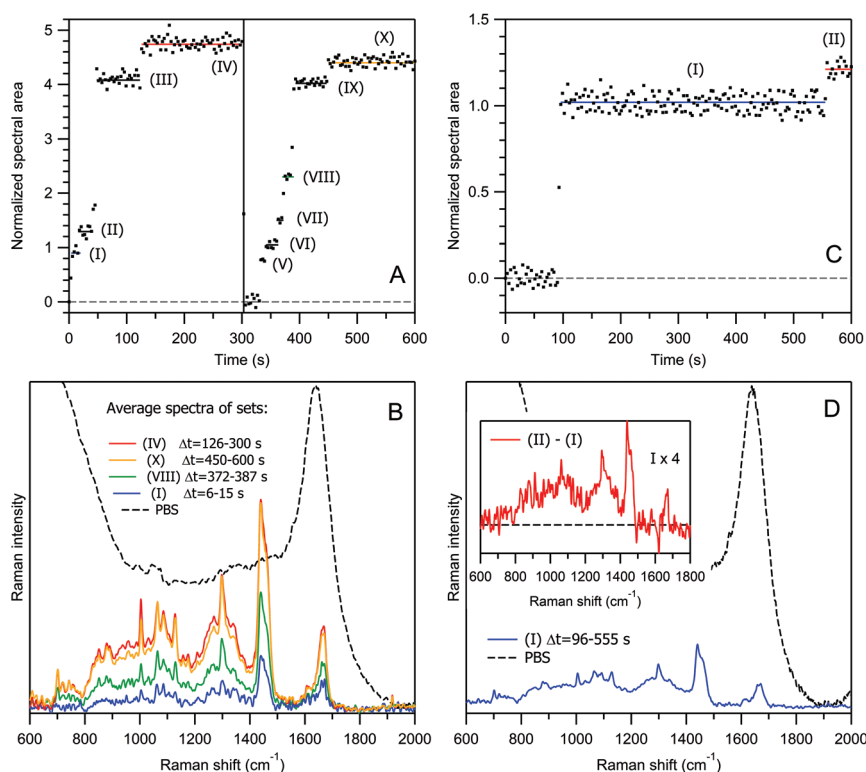 Normalized spectral area
5
4
3
2
1
0
(I)
(II)
(III)
(IV)
(V)
(VI)
(VII)
(VIII)
(IX)
(X)
A
0 100 200 300 400 500 600
Time (s)
Normalized spectral area
1.5
1.0
0.5
0.0
(I)
(II)
C
0 100 200 300 400 500 600
Time (s)
Raman intensity
B
Average spectra of sets:
(IV) Δt=126-300 s
(X) Δt=450-600 s
(VIII) Δt=372-387 s
(I) Δt=6-15 s
PBS
600 800 1000 1200 1400 1600 1800 2000
Raman shift (cm-1)
Raman intensity
D
(II) - (I)
I x 4
600 800 1000 1200 1400 1600 1800
Raman shift (cm-1)
(I) Δt=96-555 s
PBS
600 800 1000 1200 1400 1600 1800 2000
Raman shift (cm-1)